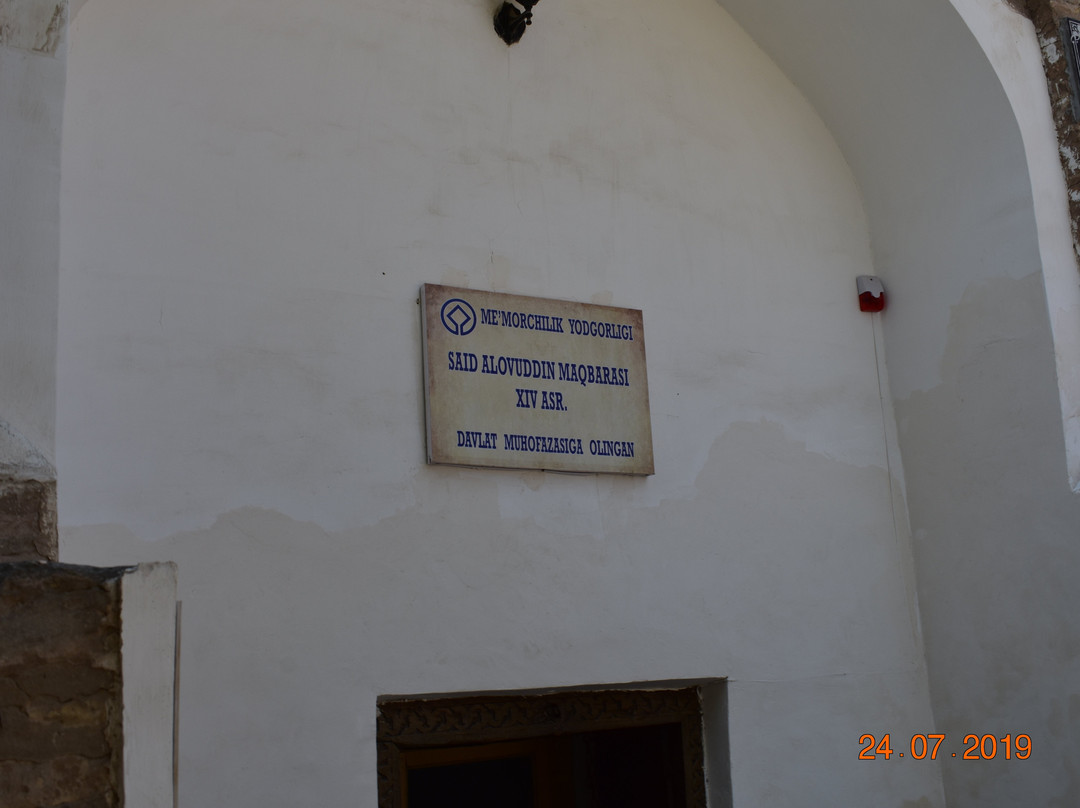 ME'MORCHILIK YODGORLIGI
SAID ALOVUDDIN MAQBARASI
XIV ASR.
DAVLAT MUHOFAZASIGA OLINGAN
24.07.2019